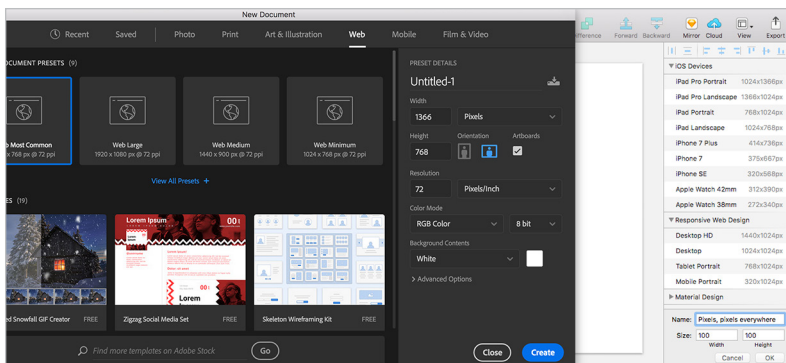 New Document
Recent
Saved
Photo
Print
Art & Illustration
Web
Mobile
Film & Video
DOCUMENT PRESETS (9)
Most Common
x 768 px @ 72 ppi
Web Large
1920 x 1080 px @ 72 ppi
Web Medium
1440 x 900 px @ 72 ppi
Web Minimum
1024 x 768 px @ 72 ppi
View All Presets +
ES (19)
Lorem Ipsum
001
Lorem
Snowfall GIF Creator
FREE
Zigzag Social Media Set
FREE
Skeleton Wireframing Kit
FREE
Find more templates on Adobe Stock
Go
PRESET DETAILS
Untitled-1
Width
1366
Pixels
Height
Orientation
Artboards
768
Resolution
72
Pixels/Inch
Color Mode
RGB Color
8 bit
Background Contents
White
> Advanced Options
Close
Create
Difference
Forward
Backward
Mirror
Cloud
View
Export
iOS Devices
iPad Pro Portrait 1024x1366px
iPad Pro Landscape 1366x1024px
iPad Portrait 768x1024px
iPad Landscape 1024x768px
iPhone 7 Plus 414x736px
iPhone 7 375x667px
iPhone SE 320x568px
Apple Watch 42mm 312x390px
Apple Watch 38mm 272x340px
Responsive Web Design
Desktop HD 1440x1024px
Desktop 1024x1024px
Tablet Portrait 768x1024px
Mobile Portrait 320x1024px
Material Design
Name: Pixels, pixels everywhere
Size: 100 100
Width Height
Cancel OK